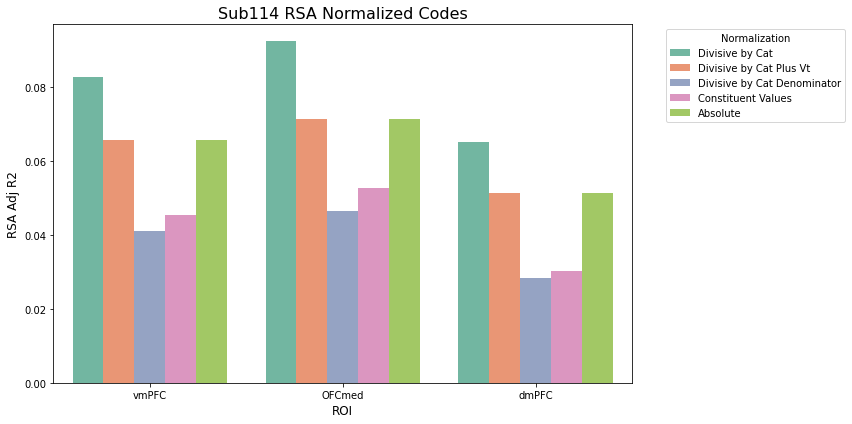 Sub114 RSA Normalized Codes
Normalization
Divisive by Cat
Divisive by Cat Plus Vt
Divisive by Cat Denominator
Constituent Values
Absolute
RSA Adj R2
0.08
0.06
0.04
0.02
0.00
vmPFC
OFCmed
dmPFC
ROI